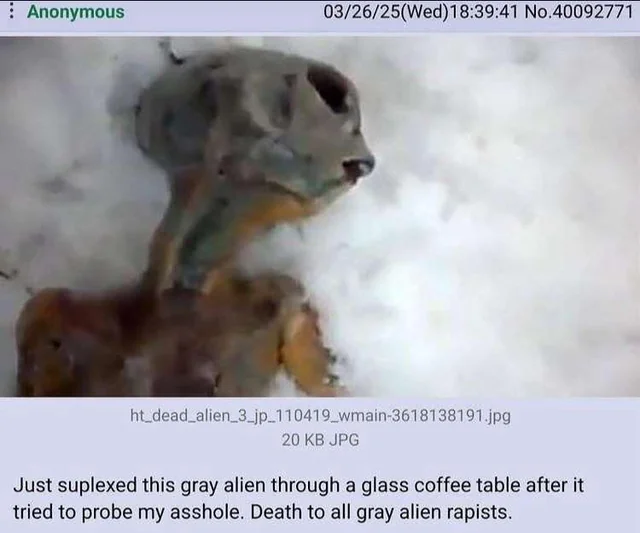 Anonymous 03/26/25(Wed)18:39:41 No.40092771
ht_dead_alien_3_jp_110419_wmain-3618138191.jpg
20 KB JPG
Just suplexed this gray alien through a glass coffee table after it
tried to probe my asshole. Death to all gray alien rapists.